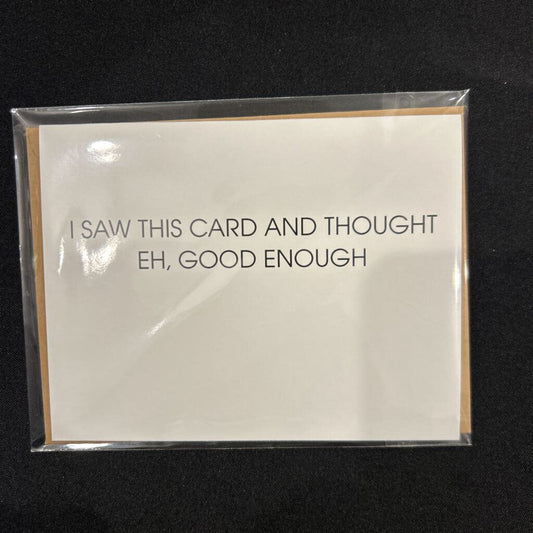 I SAW THIS CARD AND THOUGHT
EH, GOOD ENOUGH